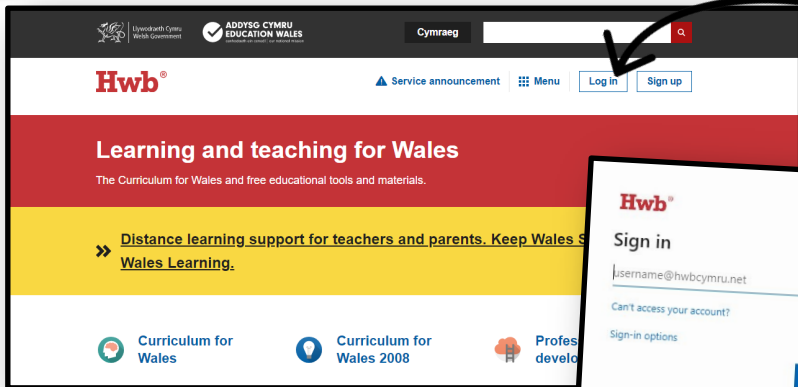 Llywodraeth Cymru
Welsh Government
ADDYSG CYMRU
EDUCATION WALES
Cymraeg
Hwb®
Service announcement
Menu
Log in
Sign up
Learning and teaching for Wales
The Curriculum for Wales and free educational tools and materials.
Distance learning support for teachers and parents. Keep Wales S
Wales Learning.
Curriculum for
Wales
Curriculum for
Wales 2008
Profes
develo
Hwb®
Sign in
username@hwbcymru.net
Can't access your account?
Sign-in options